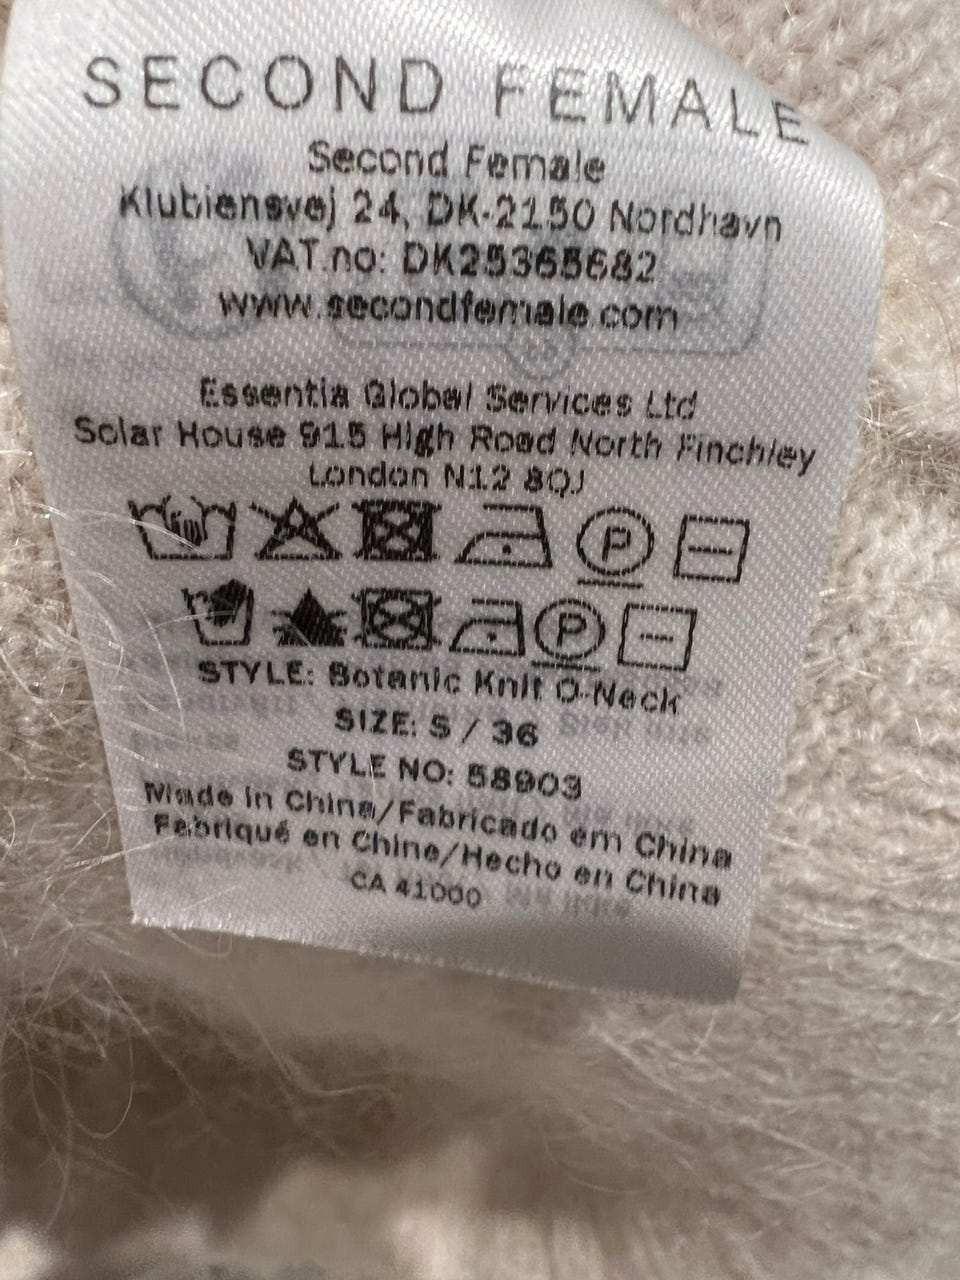 SECOND FEMALE
Second Female
Klubiensvej 24, DK-2150 Nordhavn
VAT.no: DK25365682
www.secondfemale.com
Essentia Global Services Ltd
Solar House 915 High Road North Finchley
London N12 8QJ
P
P
STYLE: Botanic Knit O-Neck
SIZE: S / 36
STYLE NO: 58903
Made in China/Fabricado em China
Fabriqué en Chine/Hecho en China
CA 41000